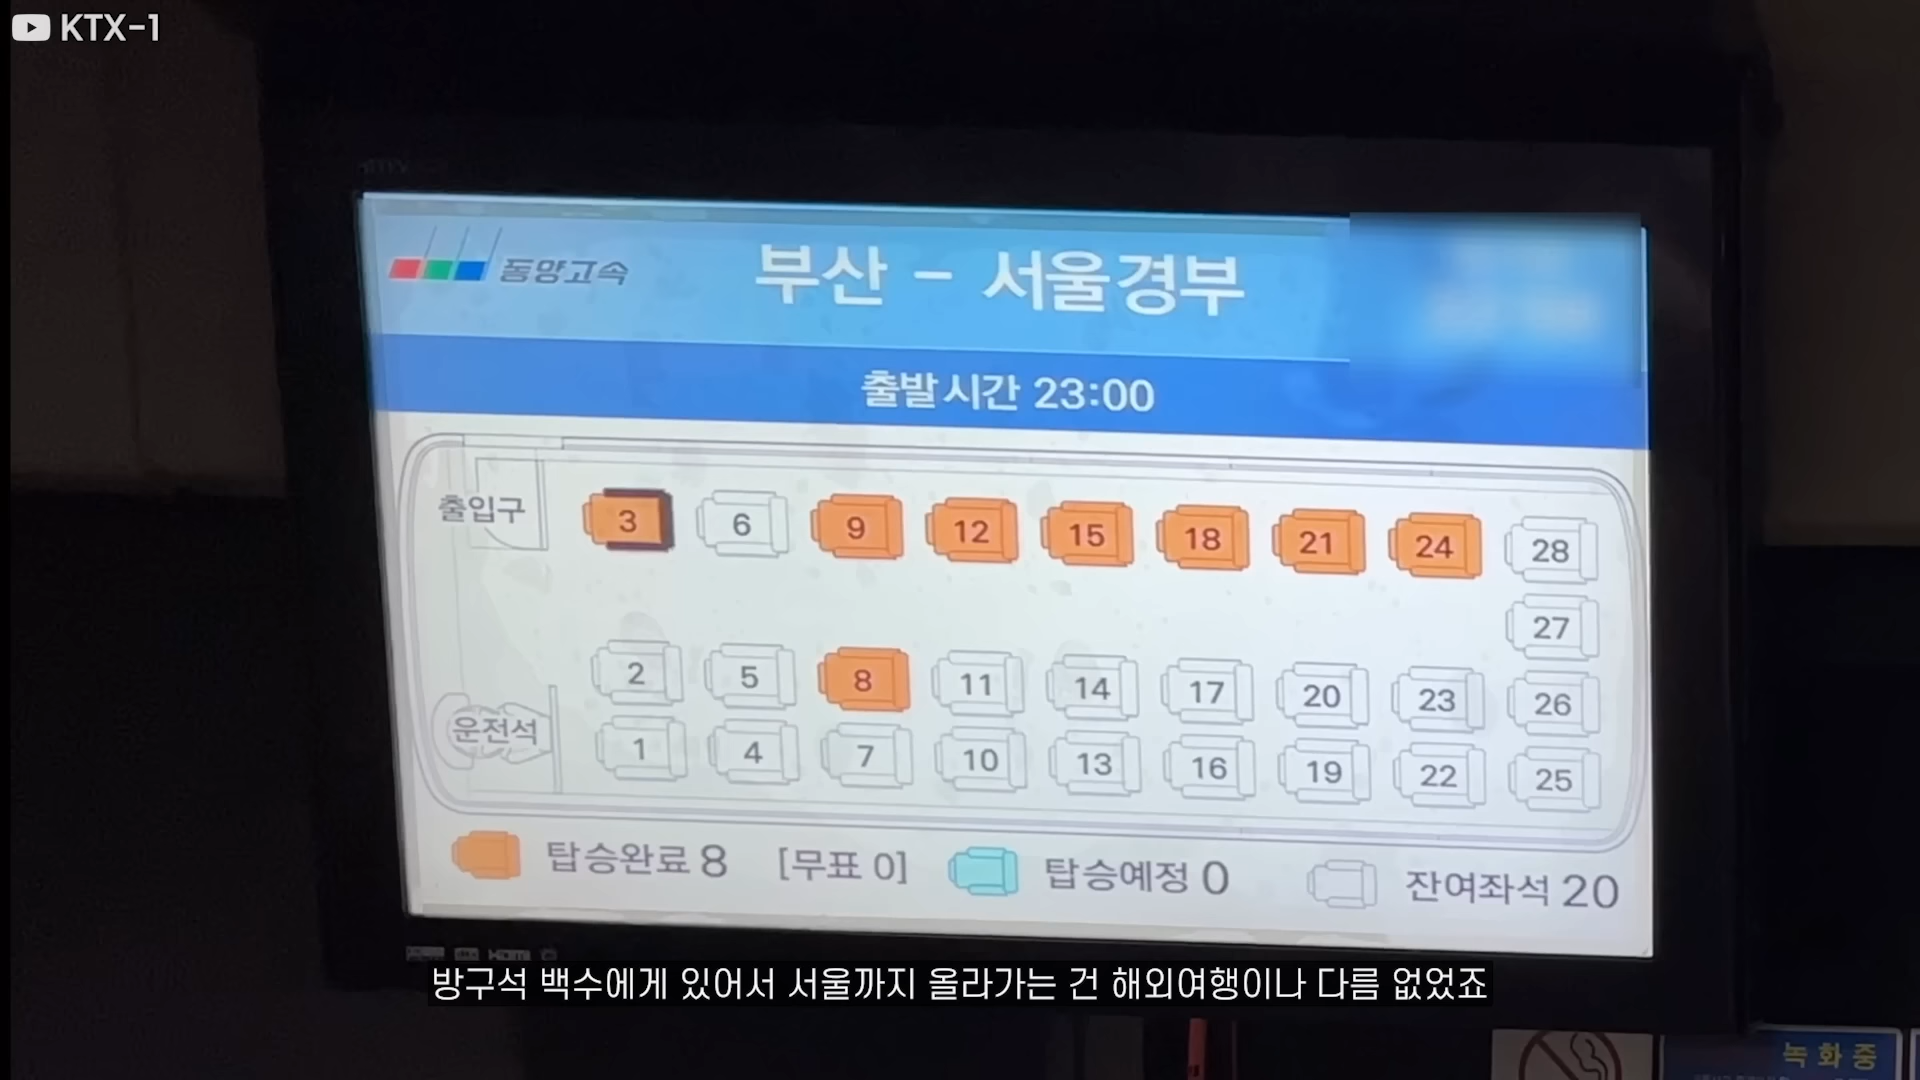 KTX-1
동양고속
부산 - 서울경부
출발시간 23:00
출입구
3 6 9 12 15 18 21 24 28
27
2 5 8 11 14 17 20 23 26
운전석
1 4 7 10 13 16 19 22 25
탑승완료 8 [무표 0] 탑승예정 0 잔여좌석 20
방구석 백수에게 있어서 서울까지 올라가는 건 해외여행이나 다름 없었죠
녹화중